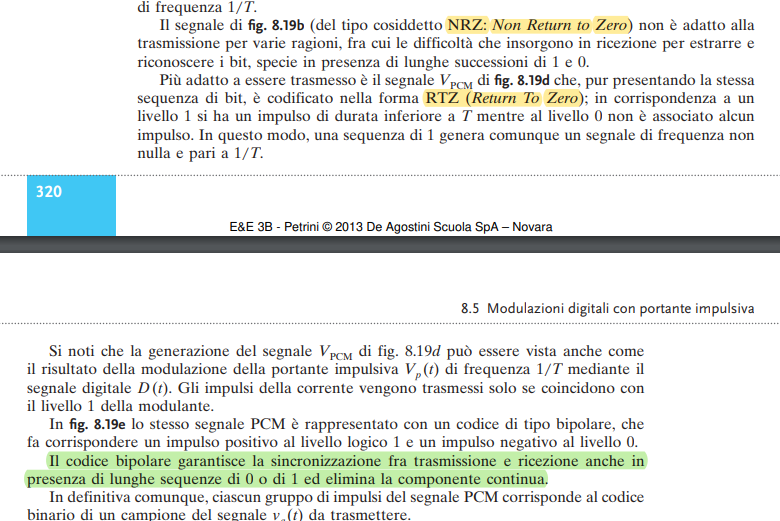 di frequenza 1/T.
Il segnale di fig. 8.19b (del tipo cosiddetto NRZ: Non Return to Zero) non è adatto alla
trasmissione per varie ragioni, fra cui le difficoltà che insorgono in ricezione per estrarre e
riconoscere i bit, specie in presenza di lunghe successioni di 1 e 0.
Più adatto a essere trasmesso è il segnale VPCM di fig. 8.19d che, pur presentando la stessa
sequenza di bit, è codificato nella forma RTZ (Return To Zero); in corrispondenza a un
livello 1 si ha un impulso di durata inferiore a T mentre al livello 0 non è associato alcun
impulso. In questo modo, una sequenza di 1 genera comunque un segnale di frequenza non
nulla e pari a 1/T.
320
E&E 3B - Petrini © 2013 De Agostini Scuola SpA – Novara
8.5 Modulazioni digitali con portante impulsiva
Si noti che la generazione del segnale VPCM di fig. 8.19d può essere vista anche come
il risultato della modulazione della portante impulsiva Vp(t) di frequenza 1/T mediante il
segnale digitale D(t). Gli impulsi della corrente vengono trasmessi solo se coincidono con
il livello 1 della modulante.
In fig. 8.19e lo stesso segnale PCM è rappresentato con un codice di tipo bipolare, che
fa corrispondere un impulso positivo al livello logico 1 e un impulso negativo al livello 0.
Il codice bipolare garantisce la sincronizzazione fra trasmissione e ricezione anche in
presenza di lunghe sequenze di 0 o di 1 ed elimina la componente continua.
In definitiva comunque, ciascun gruppo di impulsi del segnale PCM corrisponde al codice
binario di un campione del segnale va(t) da trasmettere.